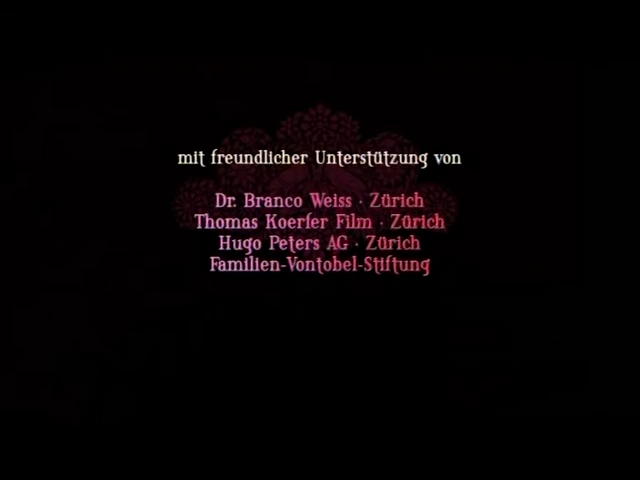 mit freundlicher Unterstützung von
Dr. Branco Weiss · Zürich
Thomas Koerfer Film · Zürich
Hugo Peters AG · Zürich
Familien-Vontobel-Stiftung